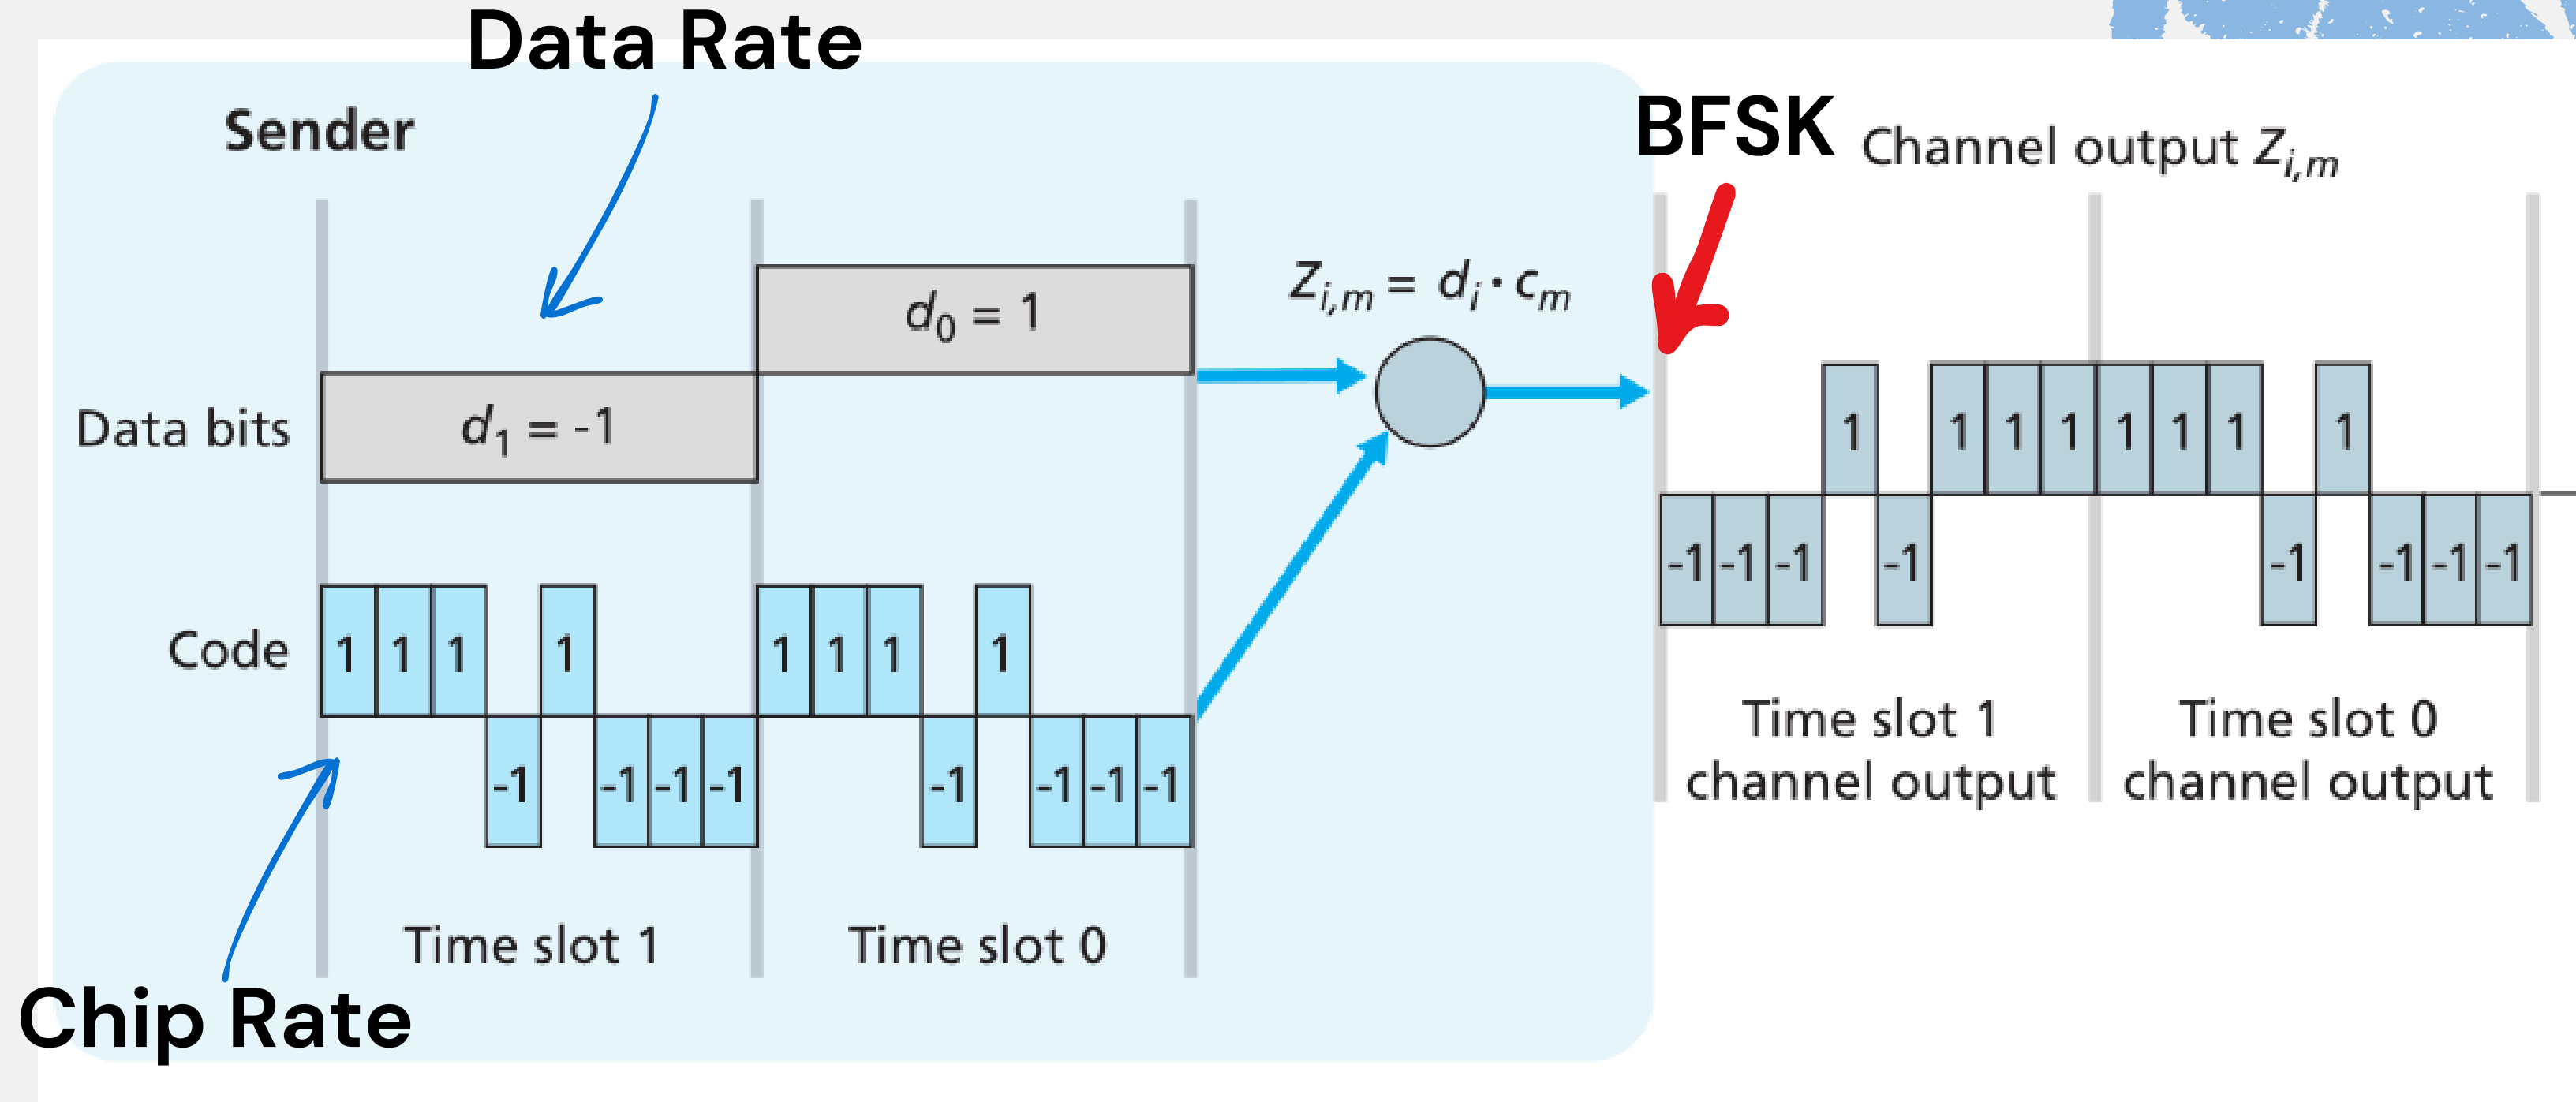 Data Rate
Sender
BFSK
Channel output Z_{i,m}
d_0 = 1
Z_{i,m} = d_i · c_m
Data bits
d_1 = -1
1 1 1 1 1 1 1 1
-1 -1 -1 -1 -1 -1 -1 -1
Code
1 1 1 1 1 1 1 1
-1 -1 -1 -1 -1 -1 -1 -1
Time slot 1
channel output
Time slot 0
channel output
Time slot 1
Time slot 0
Chip Rate